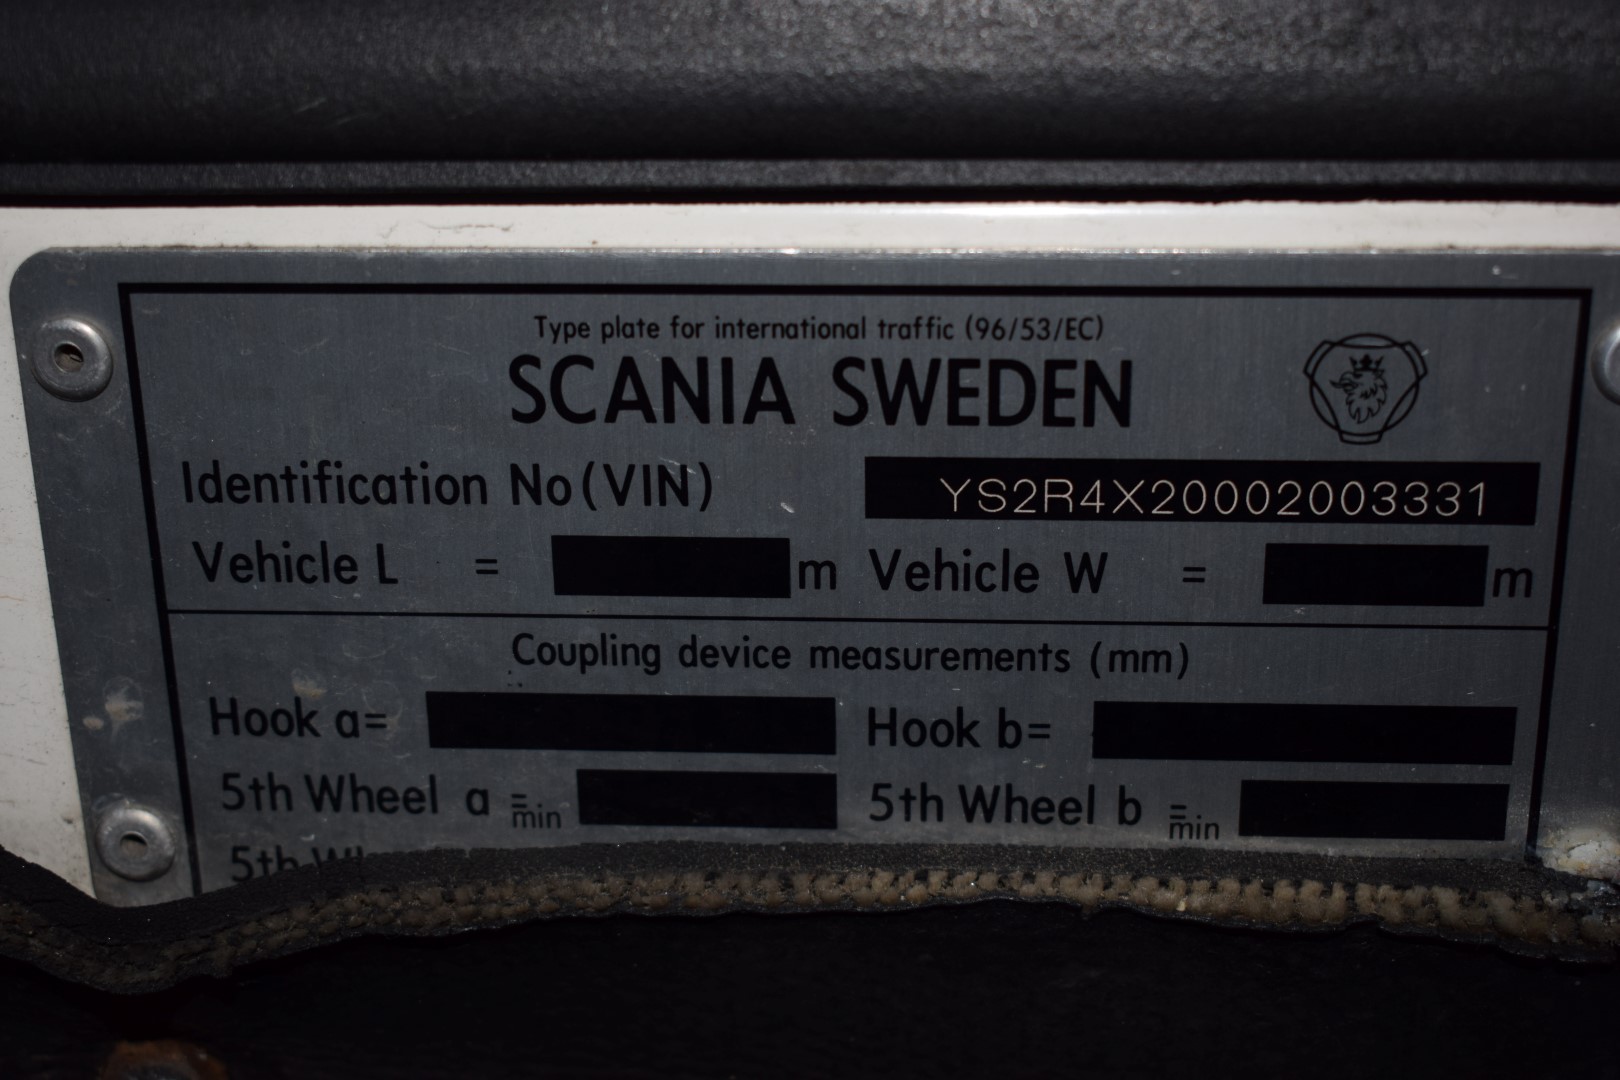 Type plate for international traffic (96/53/EC)
SCANIA SWEDEN
Identification No (VIN) YS2R4X20002003331
Vehicle L = m Vehicle W = m
Coupling device measurements (mm)
Hook a= Hook b=
5th Wheel a = min 5th Wheel b = min
5th